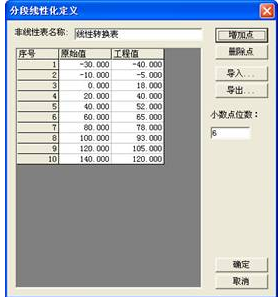 分段线性化定义
非线性表名称: 线性转换表
增加点
序号 原始值 工程值
删除点
1 -30.000 -40.000
2 -10.000 -5.000
导入...
3 0.000 18.000
4 20.000 40.000
导出...
5 40.000 52.000
6 60.000 65.000
小数点位数：
7 80.000 78.000
6
8 100.000 93.000
9 120.000 105.000
10 140.000 120.000
确定
取消